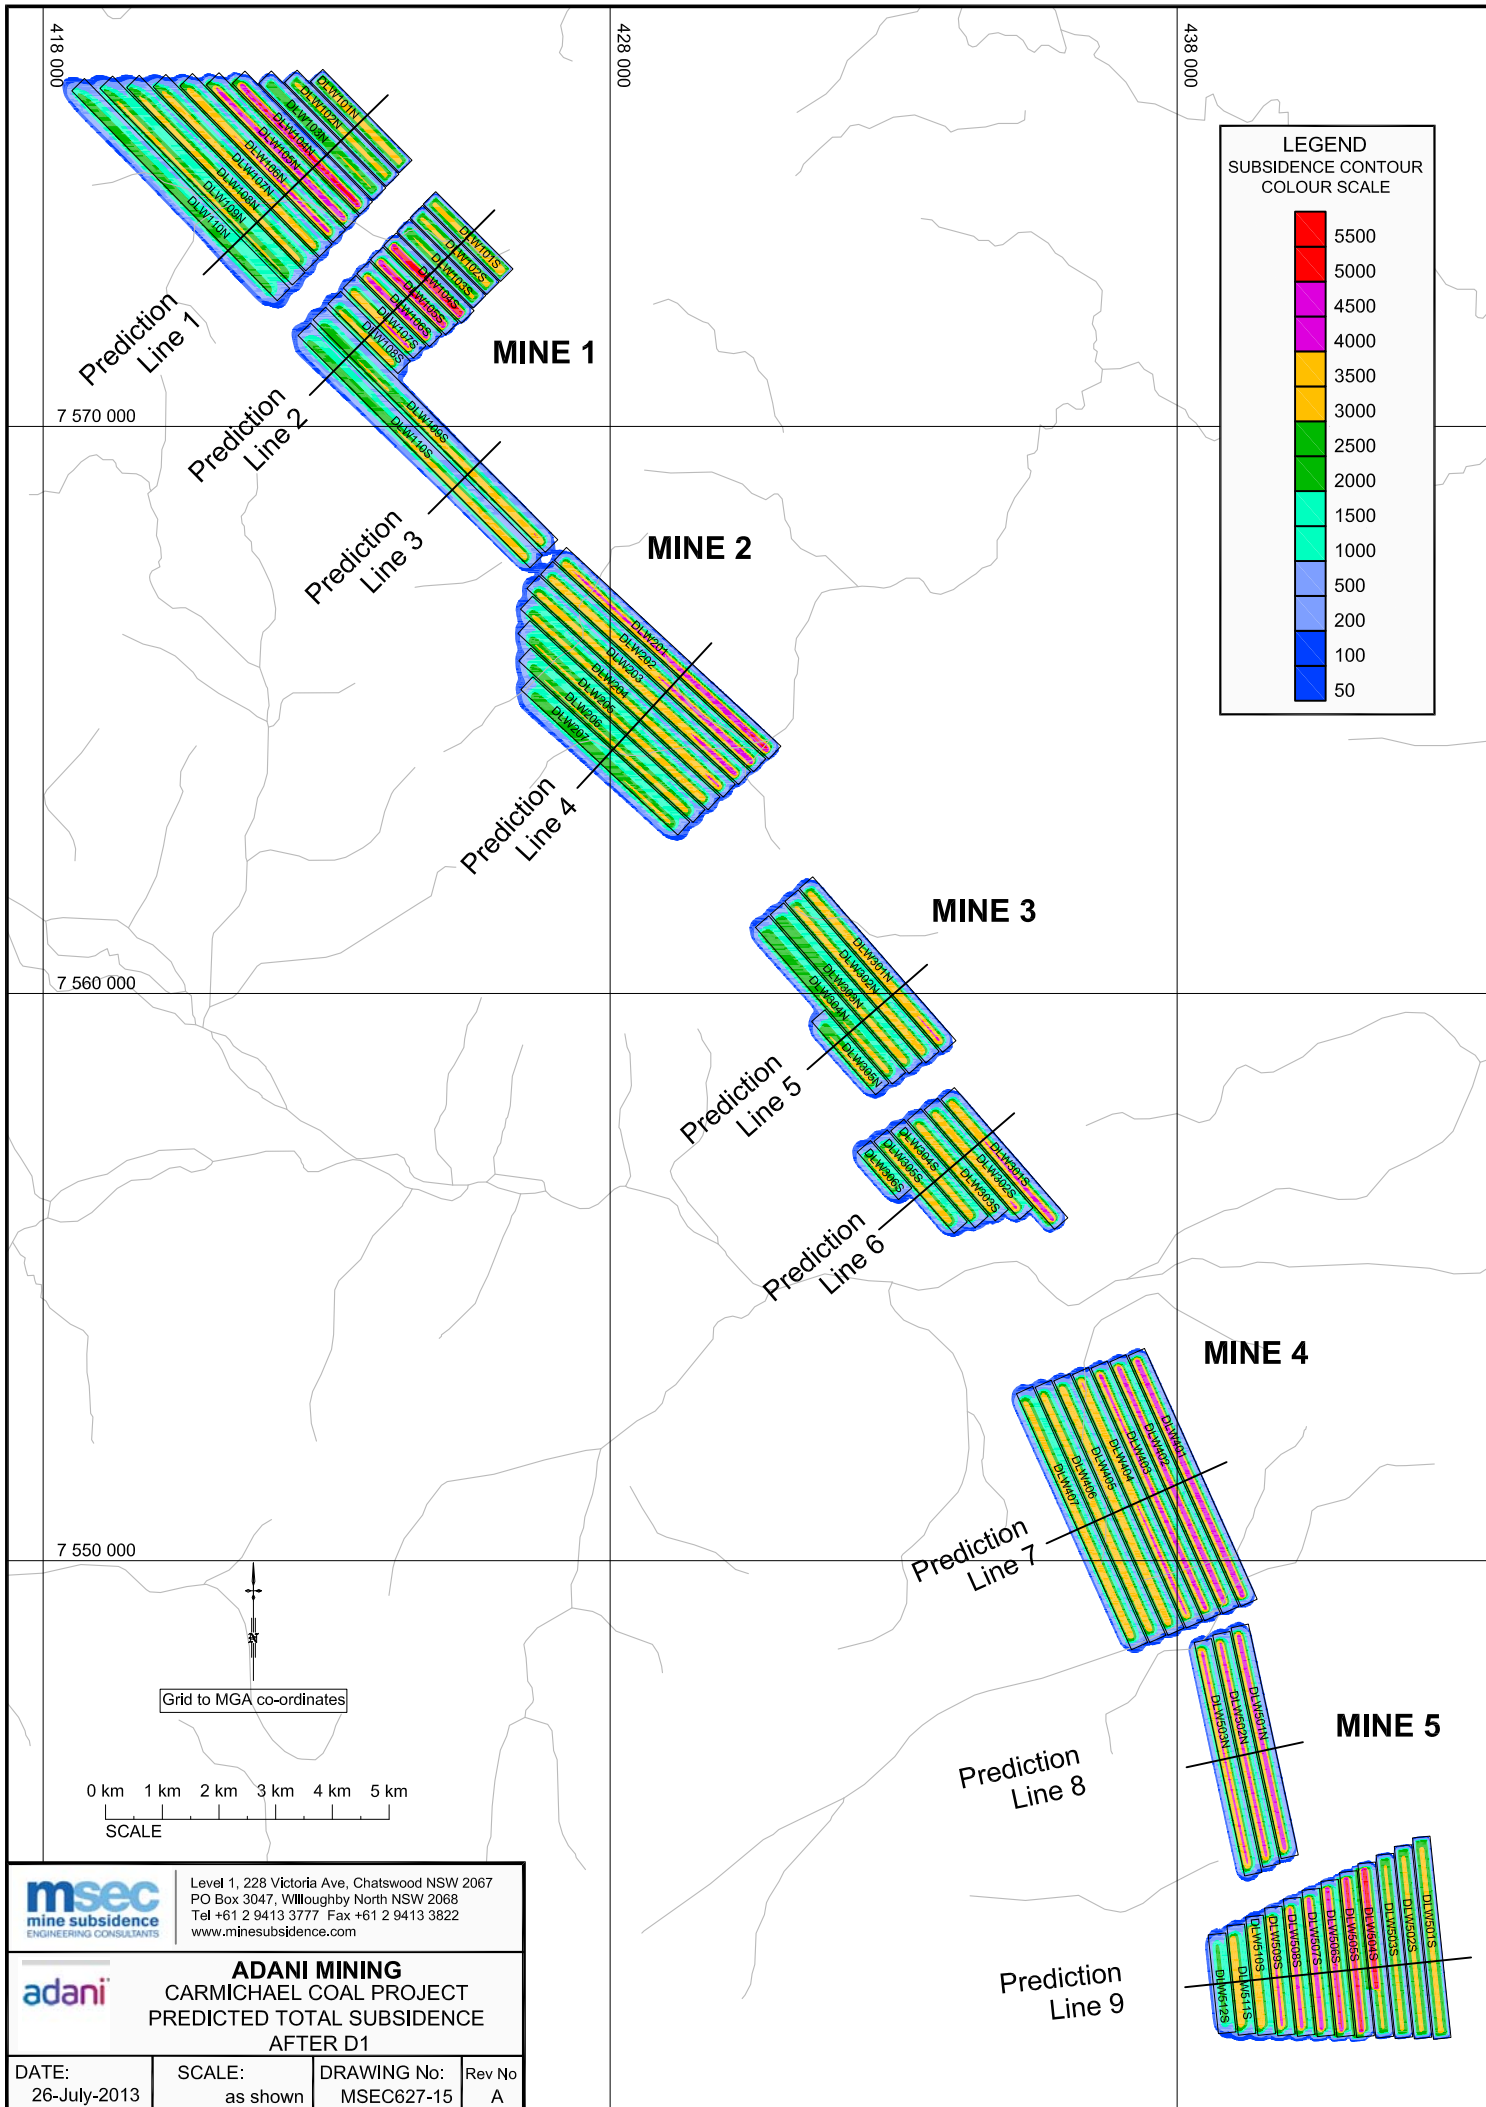 418 000
428 000
438 000
LEGEND
SUBSIDENCE CONTOUR
COLOUR SCALE
5500
5000
4500
4000
3500
3000
2500
2000
1500
1000
500
200
100
50
DLW101N
DLW102N
DLW103N
DLW104N
DLW105N
DLW106N
DLW107N
DLW108N
DLW109N
DLW110N
Prediction
Line 1
DLW101S
DLW102S
DLW103S
DLW104S
DLW105S
DLW106S
DLW107S
DLW108S
DLW109S
DLW110S
MINE 1
Prediction
Line 2
7 570 000
Prediction
Line 3
MINE 2
DLW201
DLW202
DLW203
DLW204
DLW205
DLW206
DLW207
Prediction
Line 4
MINE 3
DLW301N
DLW302N
DLW303N
DLW304N
DLW305N
7 560 000
Prediction
Line 5
DLW301S
DLW302S
DLW303S
DLW304S
DLW305S
DLW306S
Prediction
Line 6
MINE 4
DLW401
DLW402
DLW403
DLW404
DLW405
DLW406
DLW407
Prediction
Line 7
7 550 000
N
Grid to MGA co-ordinates
MINE 5
DLW501N
DLW502N
DLW503N
Prediction
Line 8
DLW501S
DLW502S
DLW503S
DLW504S
DLW505S
DLW506S
DLW507S
DLW508S
DLW509S
DLW510S
DLW511S
DLW512S
Prediction
Line 9
0 km 1 km 2 km 3 km 4 km 5 km
SCALE
msec
mine subsidence
ENGINEERING CONSULTANTS
Level 1, 228 Victoria Ave, Chatswood NSW 2067
PO Box 3047, Willoughby North NSW 2068
Tel +61 2 9413 3777 Fax +61 2 9413 3822
www.minesubsidence.com
adani
ADANI MINING
CARMICHAEL COAL PROJECT
PREDICTED TOTAL SUBSIDENCE
AFTER D1
DATE:
26-July-2013
SCALE:
as shown
DRAWING No:
MSEC627-15
Rev No
A